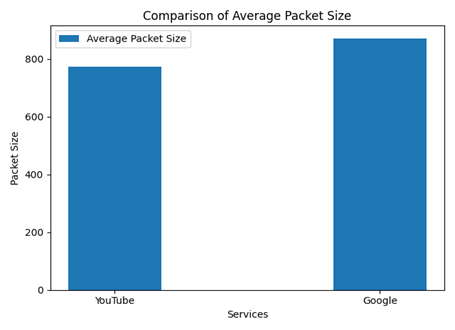 Comparison of Average Packet Size
Average Packet Size
Packet Size
800
600
400
200
0
YouTube
Google
Services